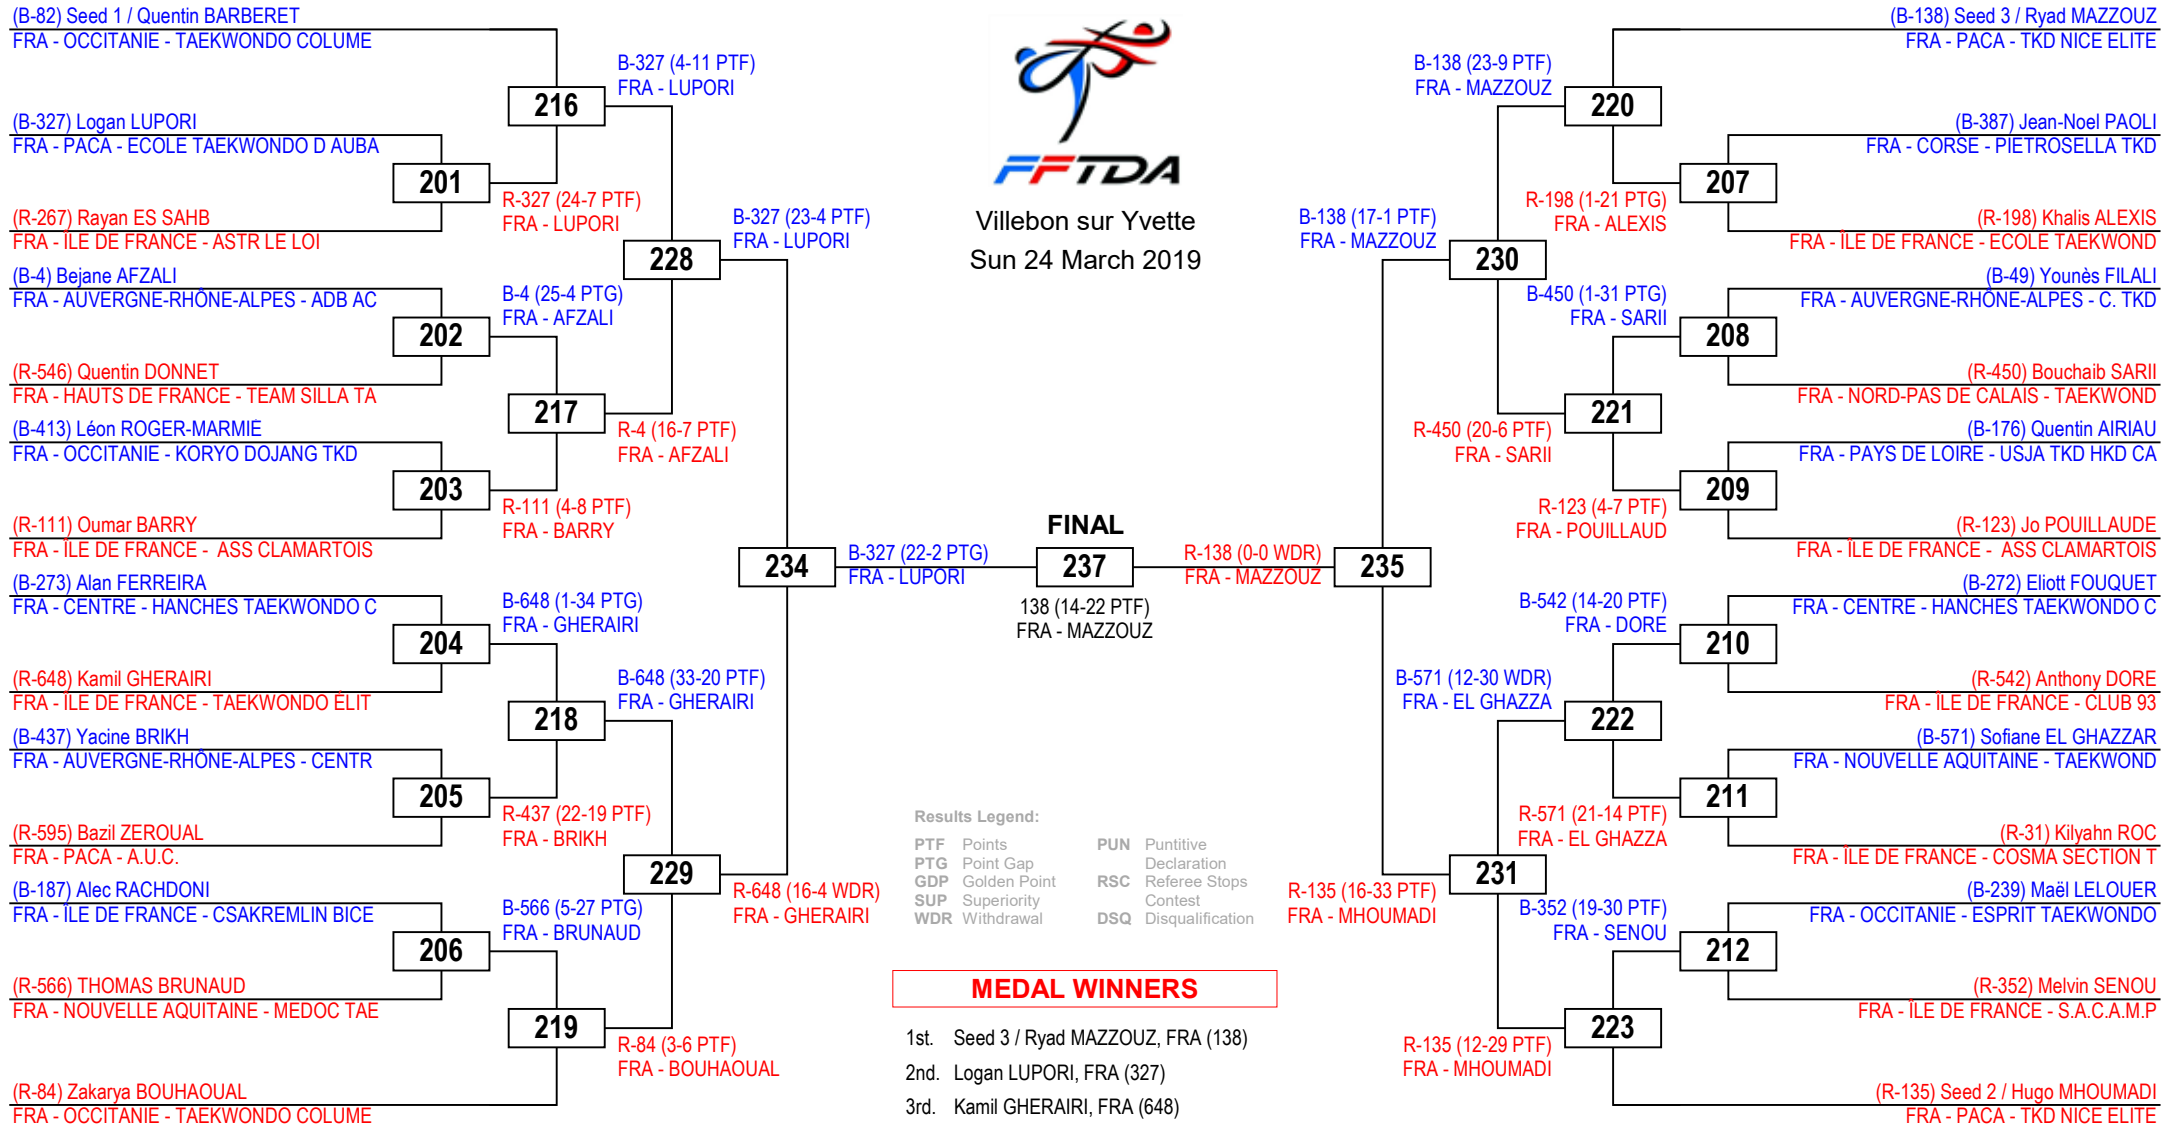 (B-82) Seed 1 / Quentin BARBERET
FRA - OCCITANIE - TAEKWONDO COLUME
(B-327) Logan LUPORI
FRA - PACA - ECOLE TAEKWONDO D AUBA
(R-267) Rayan ES SAHB
FRA - ÎLE DE FRANCE - ASTR LE LOI
(B-4) Bejane AFZALI
FRA - AUVERGNE-RHÔNE-ALPES - ADB AC
(R-546) Quentin DONNET
FRA - HAUTS DE FRANCE - TEAM SILLA TA
(B-413) Léon ROGER-MARMIE
FRA - OCCITANIE - KORYO DOJANG TKD
(R-111) Oumar BARRY
FRA - ÎLE DE FRANCE - ASS CLAMARTOIS
(B-273) Alan FERREIRA
FRA - CENTRE - HANCHES TAEKWONDO C
(R-648) Kamil GHERAIRI
FRA - ÎLE DE FRANCE - TAEKWONDO ÉLIT
(B-437) Yacine BRIKH
FRA - AUVERGNE-RHÔNE-ALPES - CENTR
(R-595) Bazil ZEROUAL
FRA - PACA - A.U.C.
(B-187) Alec RACHDONI
FRA - ÎLE DE FRANCE - CSAKREMLIN BICE
(R-566) THOMAS BRUNAUD
FRA - NOUVELLE AQUITAINE - MEDOC TAE
(R-84) Zakarya BOUHAOUAL
FRA - OCCITANIE - TAEKWONDO COLUME
201
202
203
204
205
206
R-327 (24-7 PTF)
FRA - LUPORI
B-4 (25-4 PTG)
FRA - AFZALI
R-111 (4-8 PTF)
FRA - BARRY
B-648 (1-34 PTG)
FRA - GHERAIRI
R-437 (22-19 PTF)
FRA - BRIKH
B-566 (5-27 PTG)
FRA - BRUNAUD
216
217
218
219
B-327 (4-11 PTF)
FRA - LUPORI
R-4 (16-7 PTF)
FRA - AFZALI
B-648 (33-20 PTF)
FRA - GHERAIRI
R-84 (3-6 PTF)
FRA - BOUHAOUAL
228
229
B-327 (23-4 PTF)
FRA - LUPORI
R-648 (16-4 WDR)
FRA - GHERAIRI
234
B-327 (22-2 PTG)
FRA - LUPORI
FFTDA
Villebon sur Yvette
Sun 24 March 2019
FINAL
237
138 (14-22 PTF)
FRA - MAZZOUZ
R-138 (0-0 WDR)
FRA - MAZZOUZ
235
B-138 (17-1 PTF)
FRA - MAZZOUZ
R-135 (16-33 PTF)
FRA - MHOUMADI
230
231
B-138 (23-9 PTF)
FRA - MAZZOUZ
R-450 (20-6 PTF)
FRA - SARII
B-571 (12-30 WDR)
FRA - EL GHAZZA
R-135 (12-29 PTF)
FRA - MHOUMADI
220
221
222
223
R-198 (1-21 PTG)
FRA - ALEXIS
B-450 (1-31 PTG)
FRA - SARII
R-123 (4-7 PTF)
FRA - POUILLAUD
B-542 (14-20 PTF)
FRA - DORE
R-571 (21-14 PTF)
FRA - EL GHAZZA
B-352 (19-30 PTF)
FRA - SENOU
207
208
209
210
211
212
(B-138) Seed 3 / Ryad MAZZOUZ
FRA - PACA - TKD NICE ELITE
(B-387) Jean-Noel PAOLI
FRA - CORSE - PIETROSELLA TKD
(R-198) Khalis ALEXIS
FRA - ÎLE DE FRANCE - ECOLE TAEKWOND
(B-49) Younès FILALI
FRA - AUVERGNE-RHÔNE-ALPES - C. TKD
(R-450) Bouchaib SARII
FRA - NORD-PAS DE CALAIS - TAEKWOND
(B-176) Quentin AIRIAU
FRA - PAYS DE LOIRE - USJA TKD HKD CA
(R-123) Jo POUILLAUDE
FRA - ÎLE DE FRANCE - ASS CLAMARTOIS
(B-272) Eliott FOUQUET
FRA - CENTRE - HANCHES TAEKWONDO C
(R-542) Anthony DORE
FRA - ÎLE DE FRANCE - CLUB 93
(B-571) Sofiane EL GHAZZAR
FRA - NOUVELLE AQUITAINE - TAEKWOND
(R-31) Kilyahn ROC
FRA - ÎLE DE FRANCE - COSMA SECTION T
(B-239) Maël LELOUER
FRA - OCCITANIE - ESPRIT TAEKWONDO
(R-352) Melvin SENOU
FRA - ÎLE DE FRANCE - S.A.C.A.M.P
(R-135) Seed 2 / Hugo MHOUMADI
FRA - PACA - TKD NICE ELITE
Results Legend:
PTF Points
PTG Point Gap
GDP Golden Point
SUP Superiority
WDR Withdrawal
PUN Puntitive
Declaration
RSC Referee Stops
Contest
DSQ Disqualification
MEDAL WINNERS
1st. Seed 3 / Ryad MAZZOUZ, FRA (138)
2nd. Logan LUPORI, FRA (327)
3rd. Kamil GHERAIRI, FRA (648)